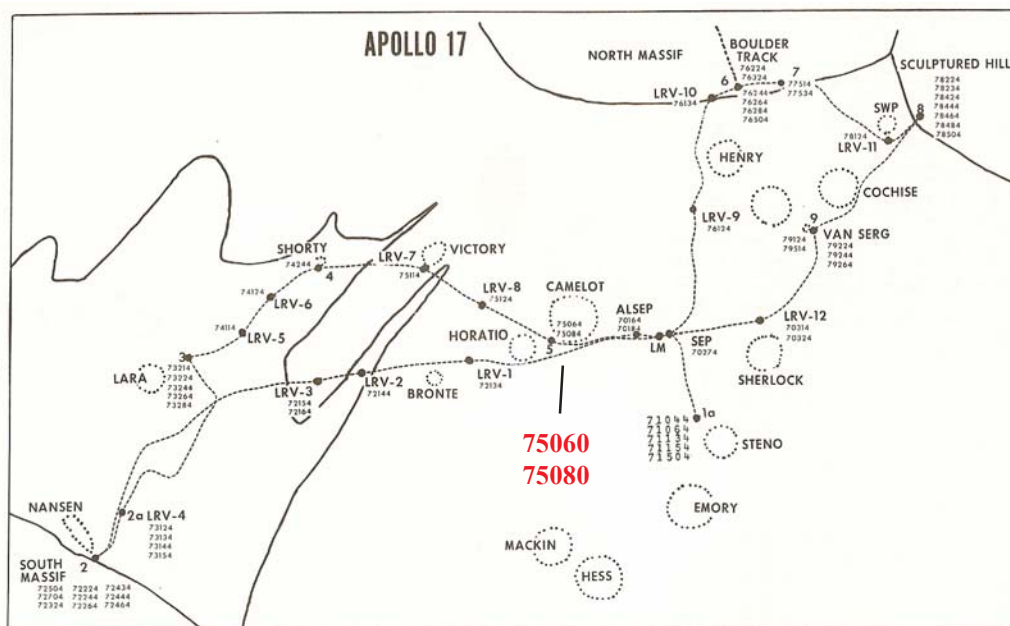 APOLLO 17
NORTH MASSIF
BOULDER
TRACK
76224
76324
6
76244
76264
76284
76504
7
77514
77534
SCULPTURED HILL
78224
78234
78424
78444
78464
78484
78504
8
LRV-10
76134
SWP
78124
LRV-11
HENRY
COCHISE
LRV-9
76124
9
VAN SERG
79124
79514
79224
79244
79264
SHORTY
74244
4
LRV-7
75114
VICTORY
74124
LRV-6
LRV-8
75124
CAMELOT
75064
75084
ALSEP
70164
70184
LRV-12
70314
70324
74114
LRV-5
HORATIO
5
LM
SEP
70274
3
73214
73224
73244
73264
73284
LARA
LRV-3
72154
72164
LRV-2
72144
BRONTE
LRV-1
72134
SHERLOCK
75060
75080
1a
71044
71064
71134
71154
71504
STENO
NANSEN
2a LRV-4
73124
73134
73144
73154
EMORY
MACKIN
HESS
SOUTH
MASSIF
2
72504 72224 72434
72704 72244 72444
72324 72264 72464